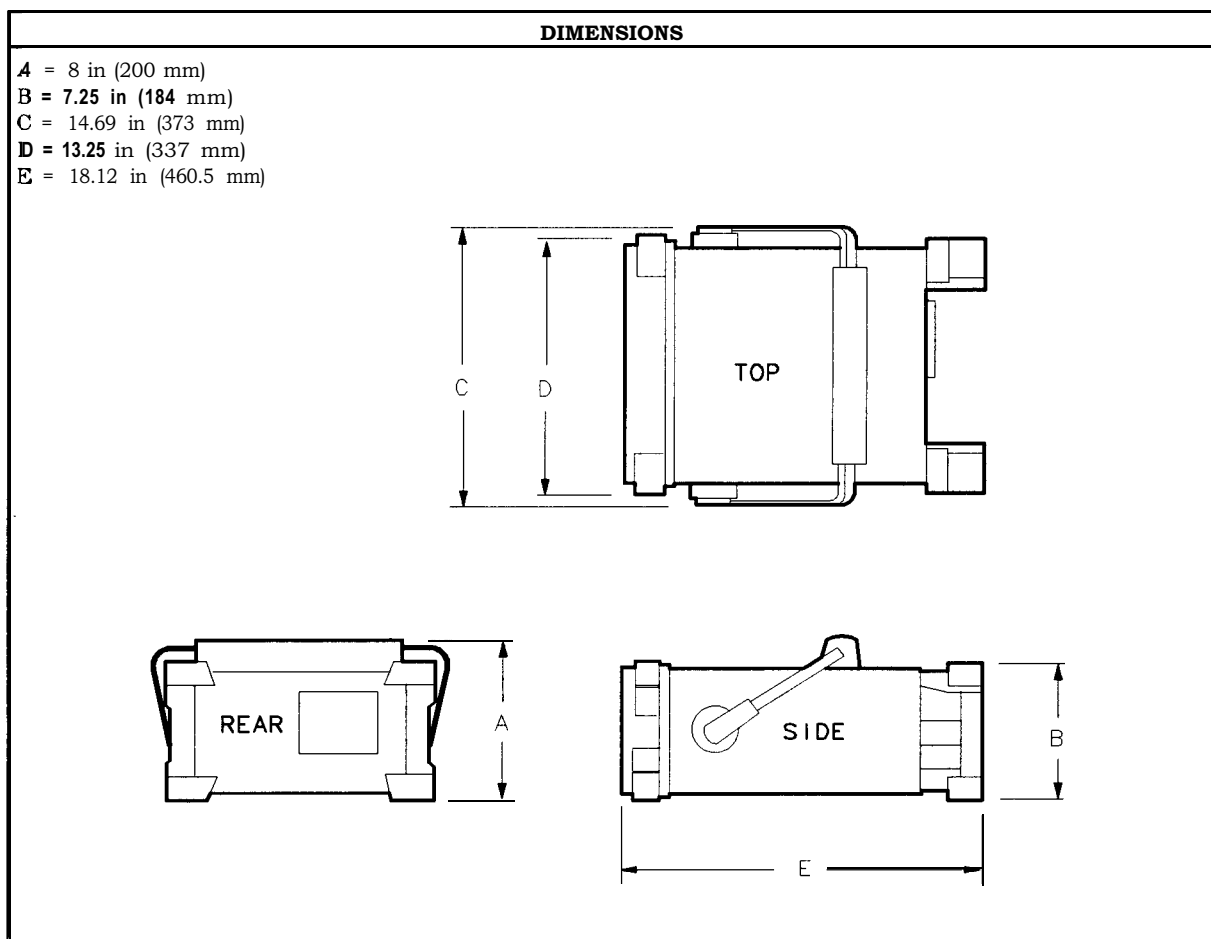 DIMENSIONS
A = 8 in (200 mm)
B = 7.25 in (184 mm)
C = 14.69 in (373 mm)
D = 13.25 in (337 mm)
E = 18.12 in (460.5 mm)
C
D
TOP
REAR
A
SIDE
B
E